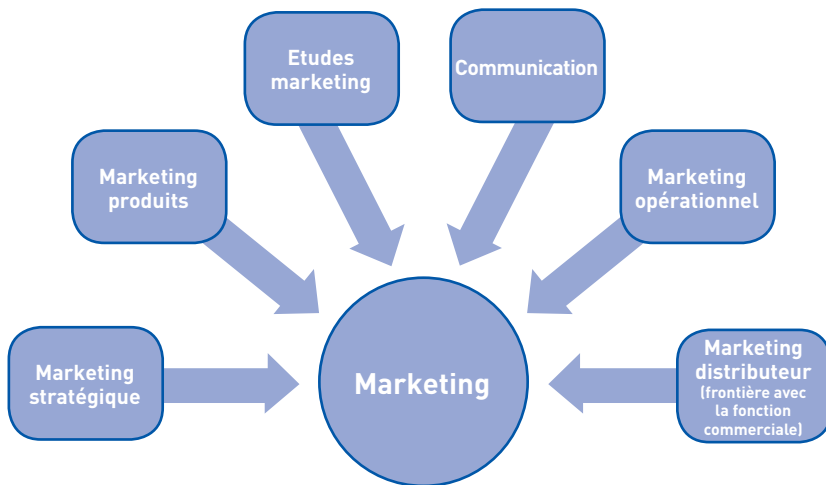 Etudes
marketing
Communication
Marketing
produits
Marketing
opérationnel
Marketing
stratégique
Marketing
Marketing
distributeur
(frontière avec
la fonction
commerciale)